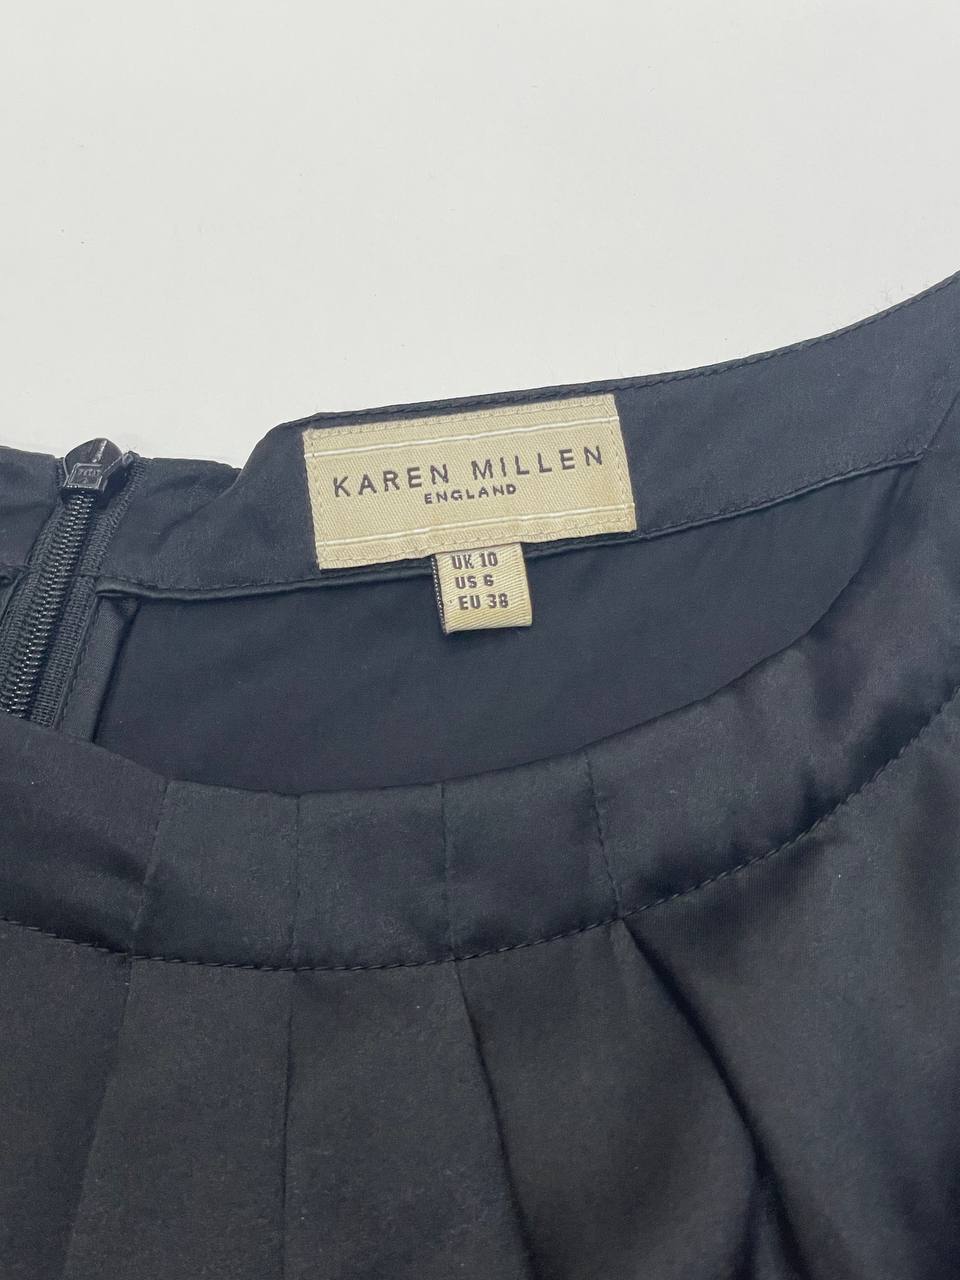 KAREN MILLEN
ENGLAND
UK 10
US 6
EU 38